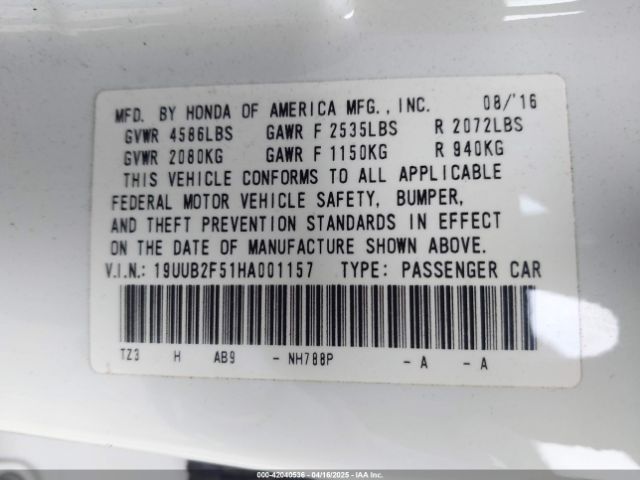 MFD. BY HONDA OF AMERICA MFG., INC. 08/'16
GVWR 4586LBS GAWR F 2535LBS R 2072LBS
GVWR 2080KG GAWR F 1150KG R 940KG
THIS VEHICLE CONFORMS TO ALL APPLICABLE
FEDERAL MOTOR VEHICLE SAFETY, BUMPER,
AND THEFT PREVENTION STANDARDS IN EFFECT
ON THE DATE OF MANUFACTURE SHOWN ABOVE.
V.I.N.: 19UUB2F51HA001157 TYPE: PASSENGER CAR
TZ3 H AB9 - NH788P - A - A
000-42040536 - 04/16/2025 - IAA Inc.